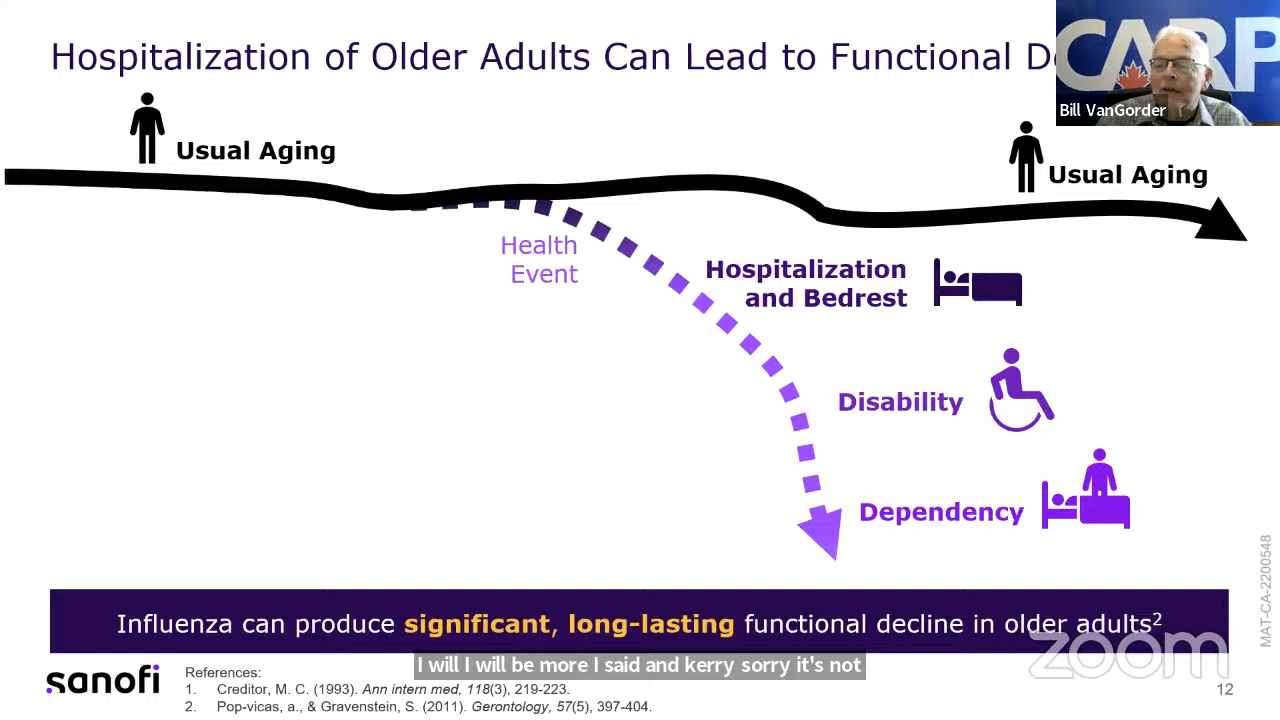 Hospitalization of Older Adults Can Lead to Functional
CARP
Bill VanGorder
Usual Aging
Usual Aging
Health
Event
Hospitalization
and Bedrest
Disability
Dependency
Influenza can produce significant, long-lasting functional decline in older adults²
zoom
MAT-CA-2200548
I will I will be more I said and kerry sorry it's not
sanofi
References:
1. Creditor, M. C. (1993). Ann intern med, 118(3), 219-223.
2. Pop-vicas, a., & Gravenstein, S. (2011). Gerontology, 57(5), 397-404.
12